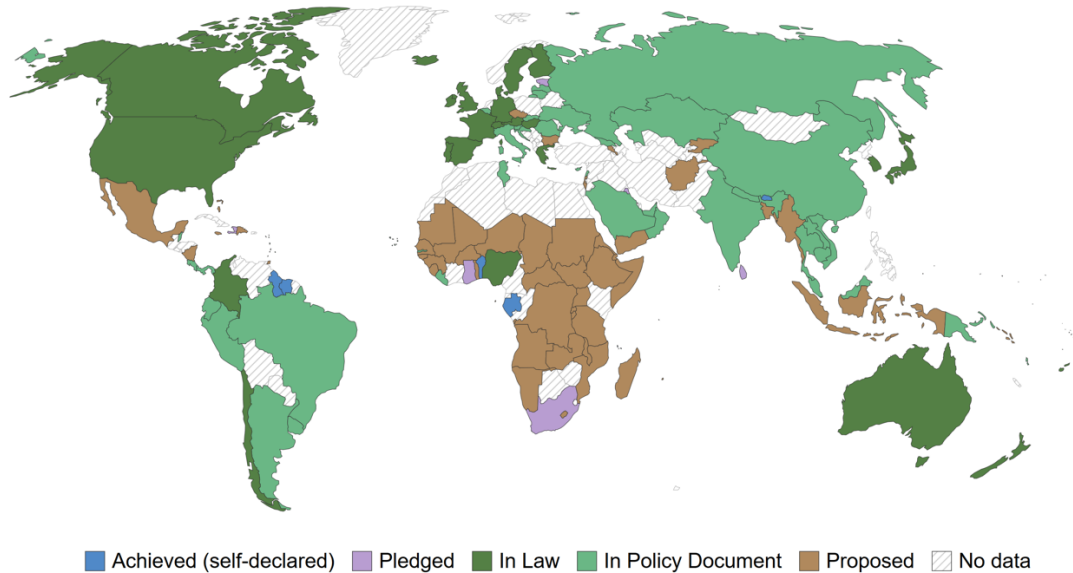 Achieved (self-declared) Pledged In Law In Policy Document Proposed No data